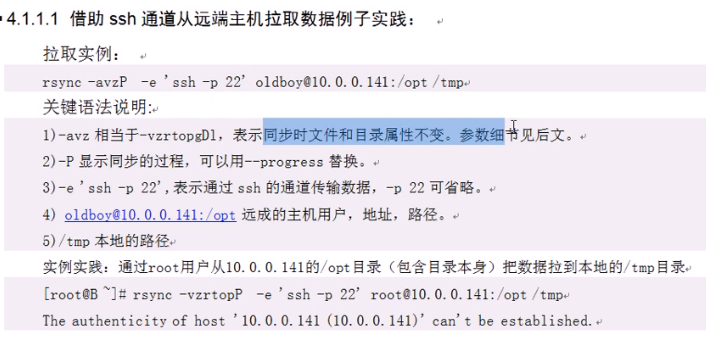 4.1.1.1 借助 ssh 通道从远端主机拉取数据例子实践：
拉取实例：
rsync -avzP  -e 'ssh -p 22' oldboy@10.0.0.141:/opt /tmp
关键语法说明:
1)-avz 相当于-vzrtopgDl，表示同步时文件和目录属性不变。参数细节见后文。
2)-P 显示同步的过程，可以用--progress 替换。
3)-e 'ssh -p 22',表示通过 ssh 的通道传输数据，-p 22 可省略。
4) oldboy@10.0.0.141:/opt 远成的主机用户，地址，路径。
5)/tmp 本地的路径
实例实践：通过root用户从10.0.0.141的/opt目录（包含目录本身）把数据拉到本地的/tmp目录
[root@B ~]# rsync -vzrtopP  -e 'ssh -p 22' root@10.0.0.141:/opt /tmp
The authenticity of host '10.0.0.141 (10.0.0.141)' can't be established.